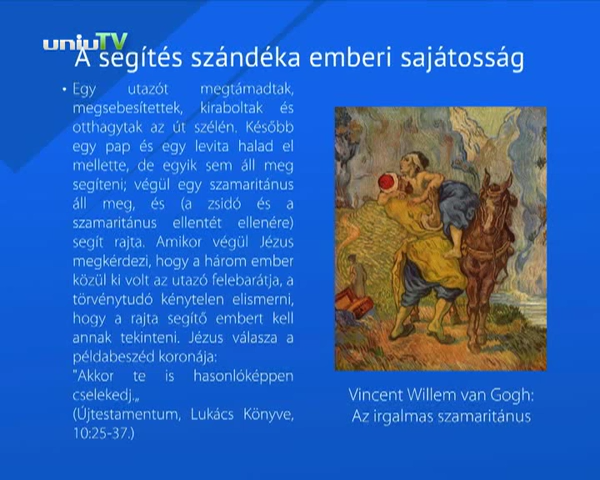 uniuTV
A segítés szándéka emberi sajátosság
• Egy utazót megtámadtak,
megsebesítettek, kiraboltak és
otthagytak az út szélén. Később
egy pap és egy levita halad el
mellette, de egyik sem áll meg
segíteni; végül egy szamaritánus
áll meg, és (a zsidó és a
szamaritánus ellentét ellenére)
segít rajta. Amikor végül Jézus
megkérdezi, hogy a három ember
közül ki volt az utazó felebarátja, a
törvénytudó kénytelen elismerni,
hogy a rajta segítő embert kell
annak tekinteni. Jézus válasza a
példabeszéd koronája:
"Akkor te is hasonlóképpen
cselekedj.„
(Újtestamentum, Lukács Könyve,
10:25-37.)
Vincent Willem van Gogh:
Az irgalmas szamaritánus